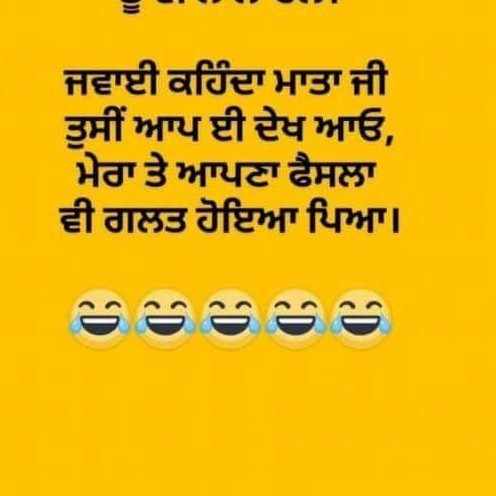 ਜਵਾਈ ਕਹਿੰਦਾ ਮਾਤਾ ਜੀ
ਤੁਸੀਂ ਆਪ ਈ ਦੇਖ ਆਓ,
ਮੇਰਾ ਤੇ ਆਪਣਾ ਫੈਸਲਾ
ਵੀ ਗਲਤ ਹੋਇਆ ਪਿਆ।
😂😂😂😂😂